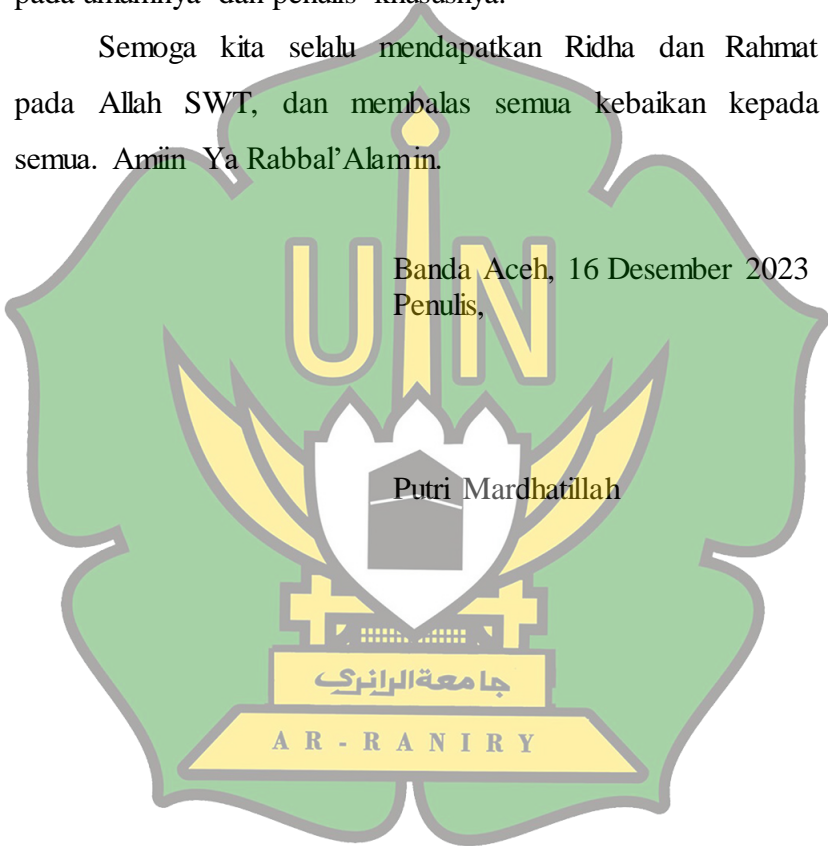 pada umumnya dan penulis khususnya.
Semoga kita selalu mendapatkan Ridha dan Rahmat
pada Allah SWT, dan membalas semua kebaikan kepada
semua. Amiin Ya Rabbal’Alamin.
Banda Aceh, 16 Desember 2023
Penulis,
Putri Mardhatillah
UIN
جامعةالرانري
AR-RANIRY